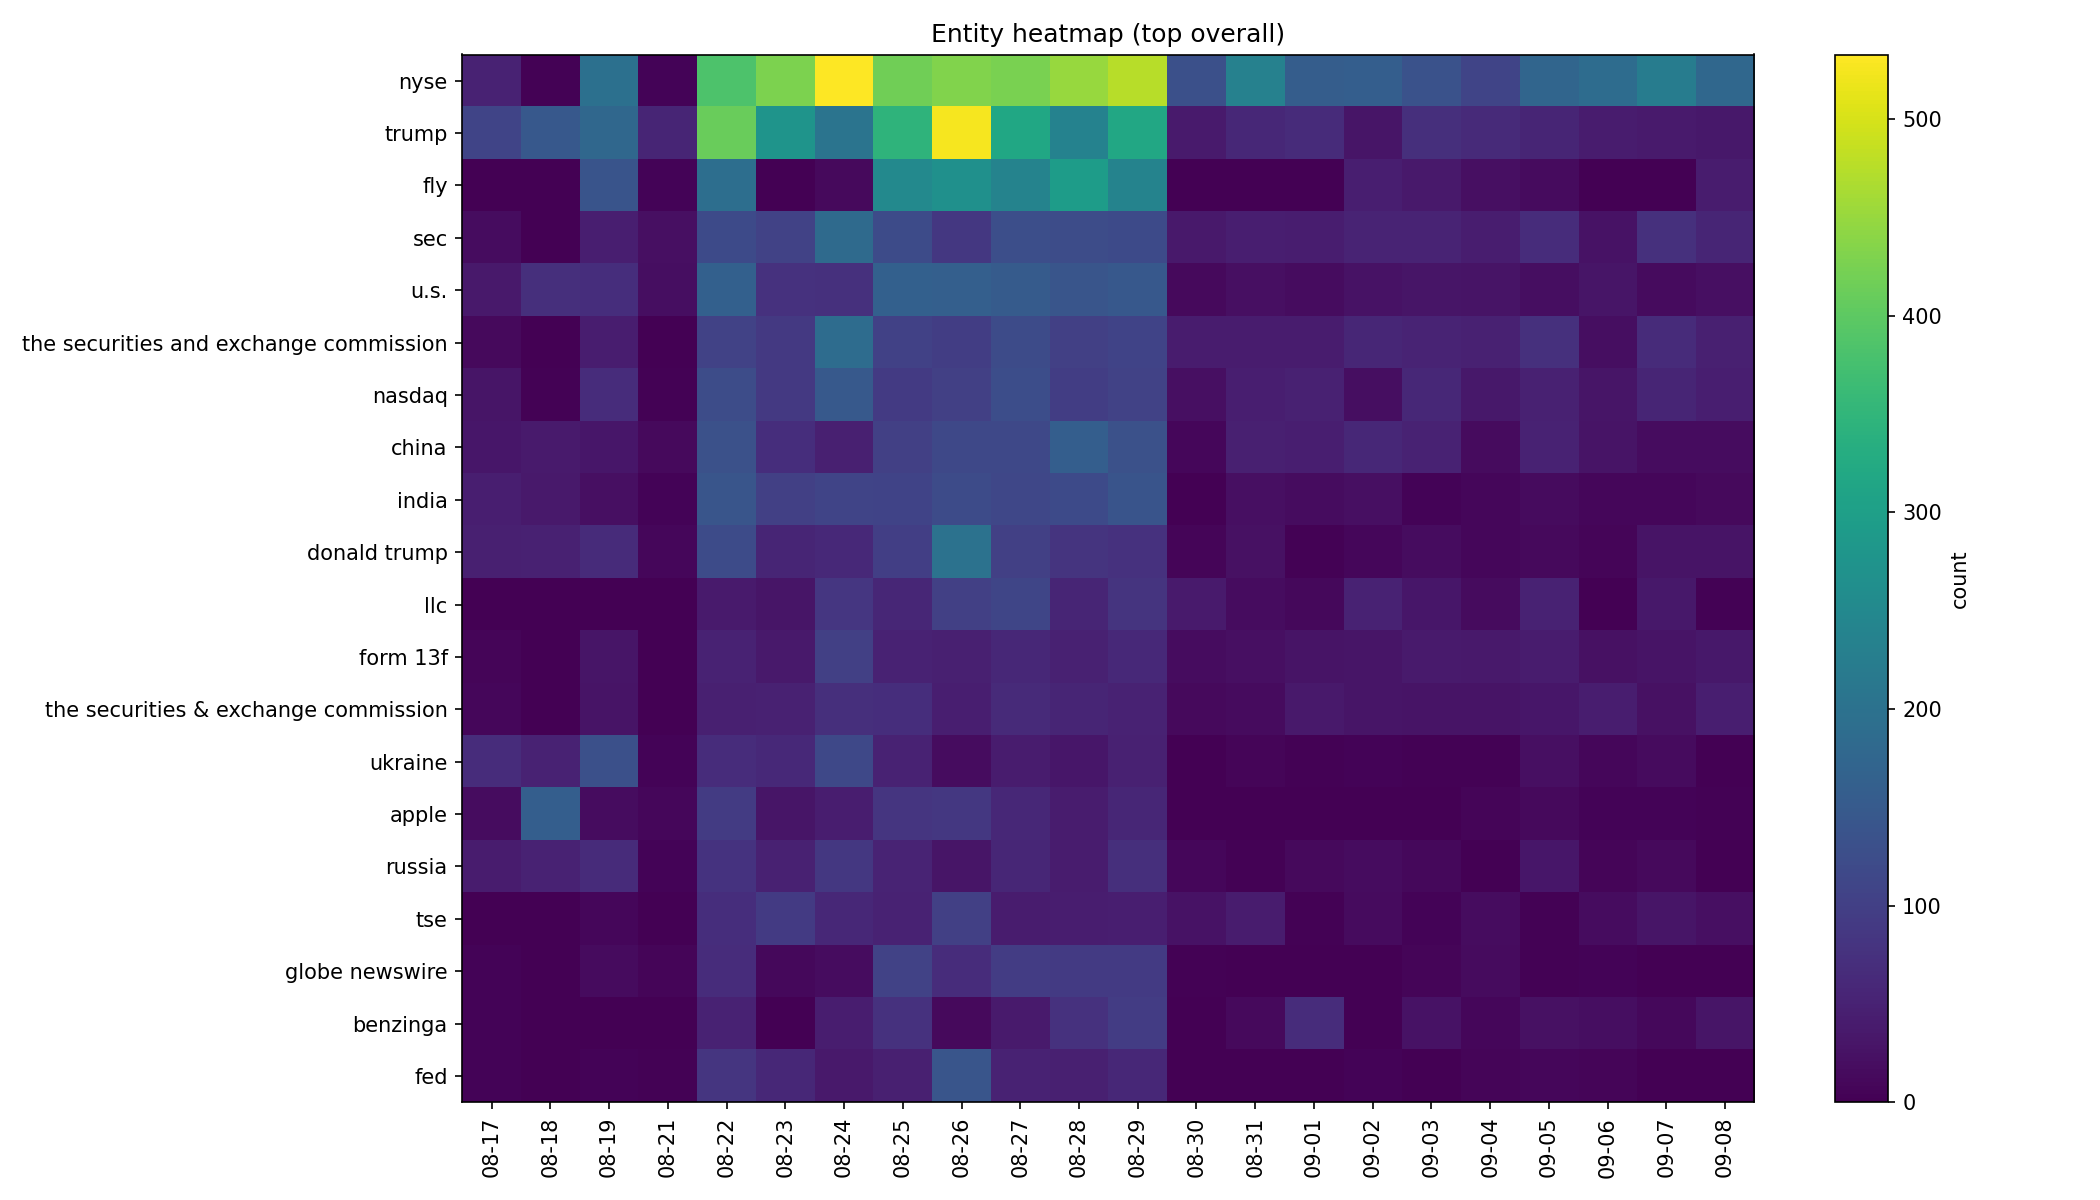 Entity heatmap (top overall)
nyse
trump
fly
sec
u.s.
the securities and exchange commission
nasdaq
china
india
donald trump
llc
form 13f
the securities & exchange commission
ukraine
apple
russia
tse
globe newswire
benzinga
fed
08-17
08-18
08-19
08-21
08-22
08-23
08-24
08-25
08-26
08-27
08-28
08-29
08-30
08-31
09-01
09-02
09-03
09-04
09-05
09-06
09-07
09-08
500
400
300
200
100
0
count